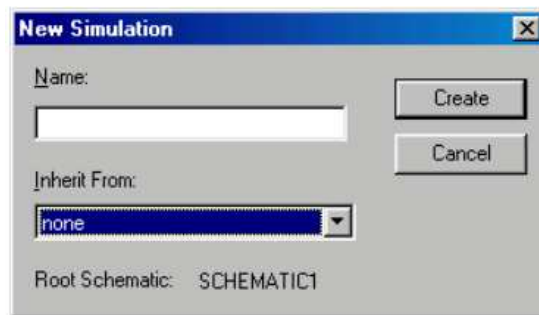 New Simulation
Name:
Create
Cancel
Inherit From:
none
Root Schematic: SCHEMATIC1